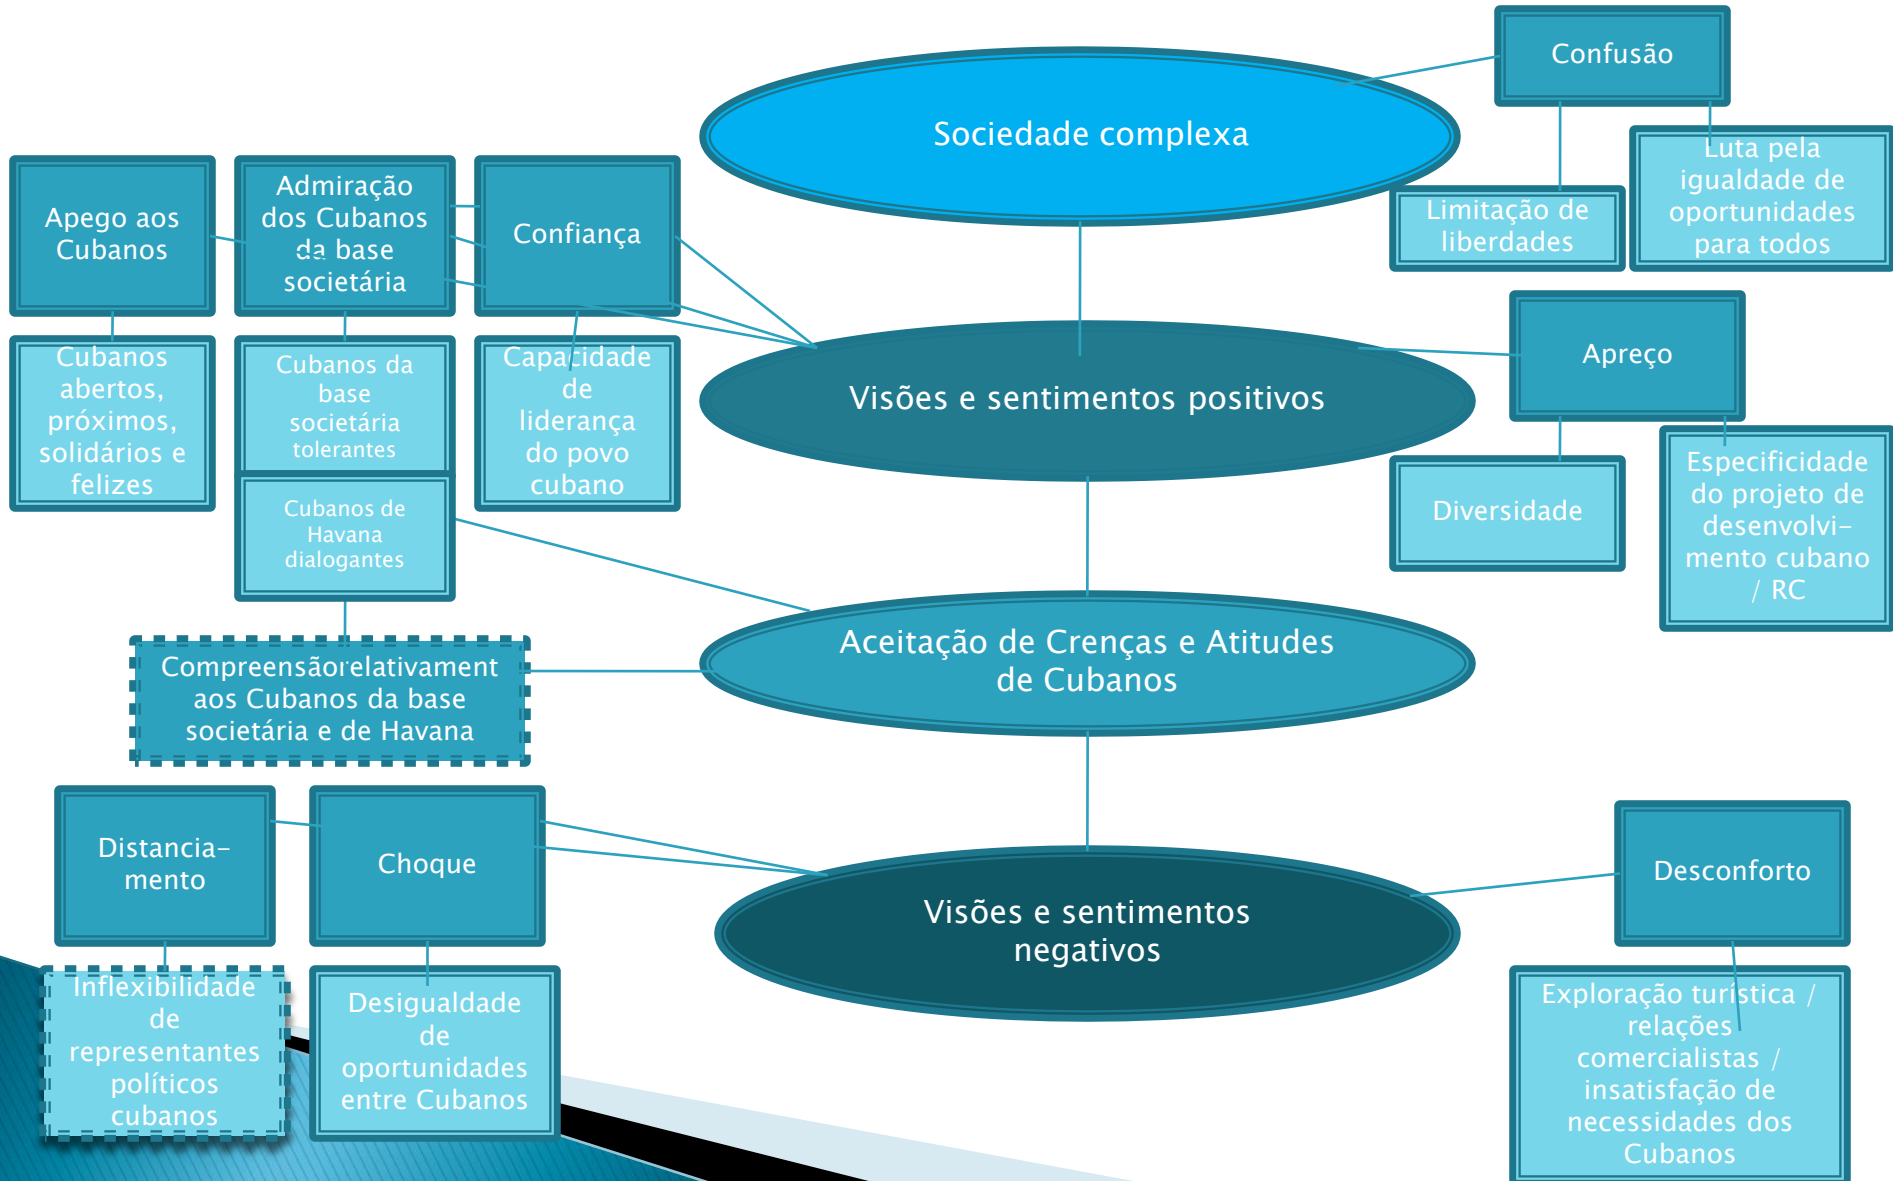 Confusão
Sociedade complexa
Luta pela
igualdade de
oportunidades
para todos
Limitação de
liberdades
Apego aos
Cubanos
Admiração
dos Cubanos
da base
societária
Confiança
Cubanos
abertos,
próximos,
solidários e
felizes
Cubanos da
base
societária
tolerantes
Capacidade
de
liderança
do povo
cubano
Visões e sentimentos positivos
Apreço
Diversidade
Especificidade
do projeto de
desenvolvi-
mento cubano
/ RC
Cubanos de
Havana
dialogantes
Aceitação de Crenças e Atitudes
de Cubanos
Compreensãorelativament
aos Cubanos da base
societária e de Havana
Distancia-
mento
Choque
Visões e sentimentos
negativos
Desconforto
Inflexibilidade
de
representantes
políticos
cubanos
Desigualdade
de
oportunidades
entre Cubanos
Exploração turística /
relações
comercialistas /
insatisfação de
necessidades dos
Cubanos